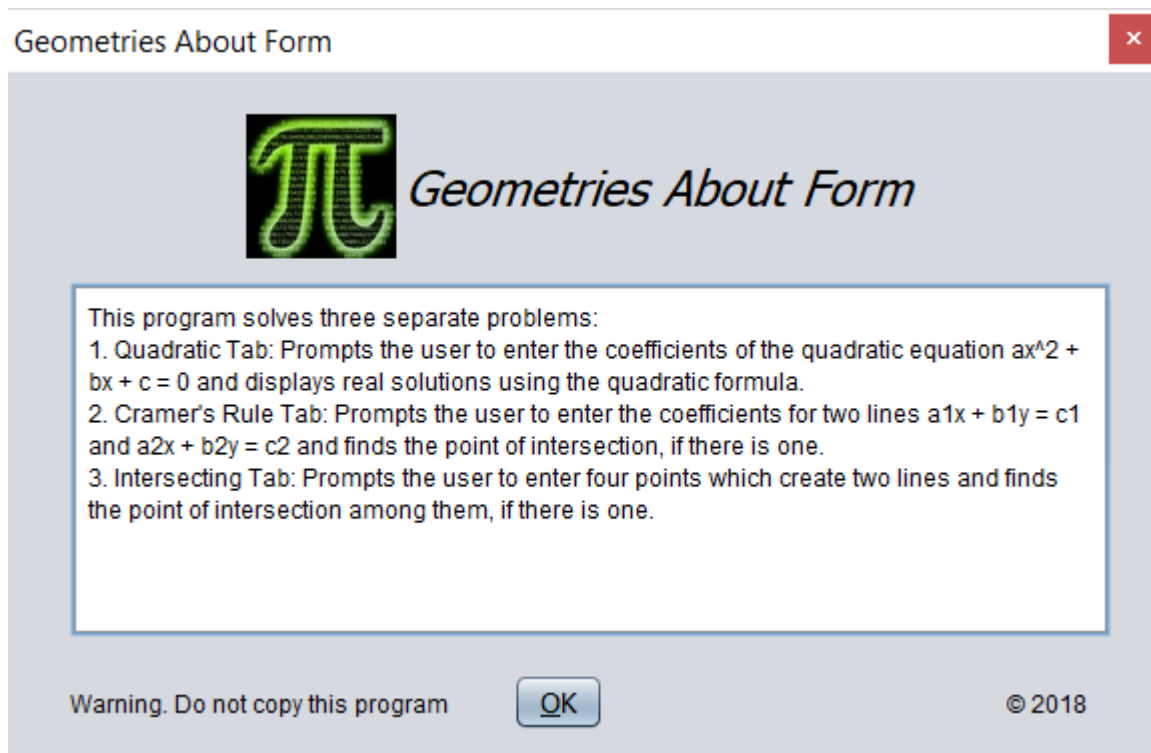 Geometries About Form
×
π Geometries About Form
This program solves three separate problems:
1. Quadratic Tab: Prompts the user to enter the coefficients of the quadratic equation ax^2 +
bx + c = 0 and displays real solutions using the quadratic formula.
2. Cramer's Rule Tab: Prompts the user to enter the coefficients for two lines a1x + b1y = c1
and a2x + b2y = c2 and finds the point of intersection, if there is one.
3. Intersecting Tab: Prompts the user to enter four points which create two lines and finds
the point of intersection among them, if there is one.
Warning. Do not copy this program
OK
© 2018